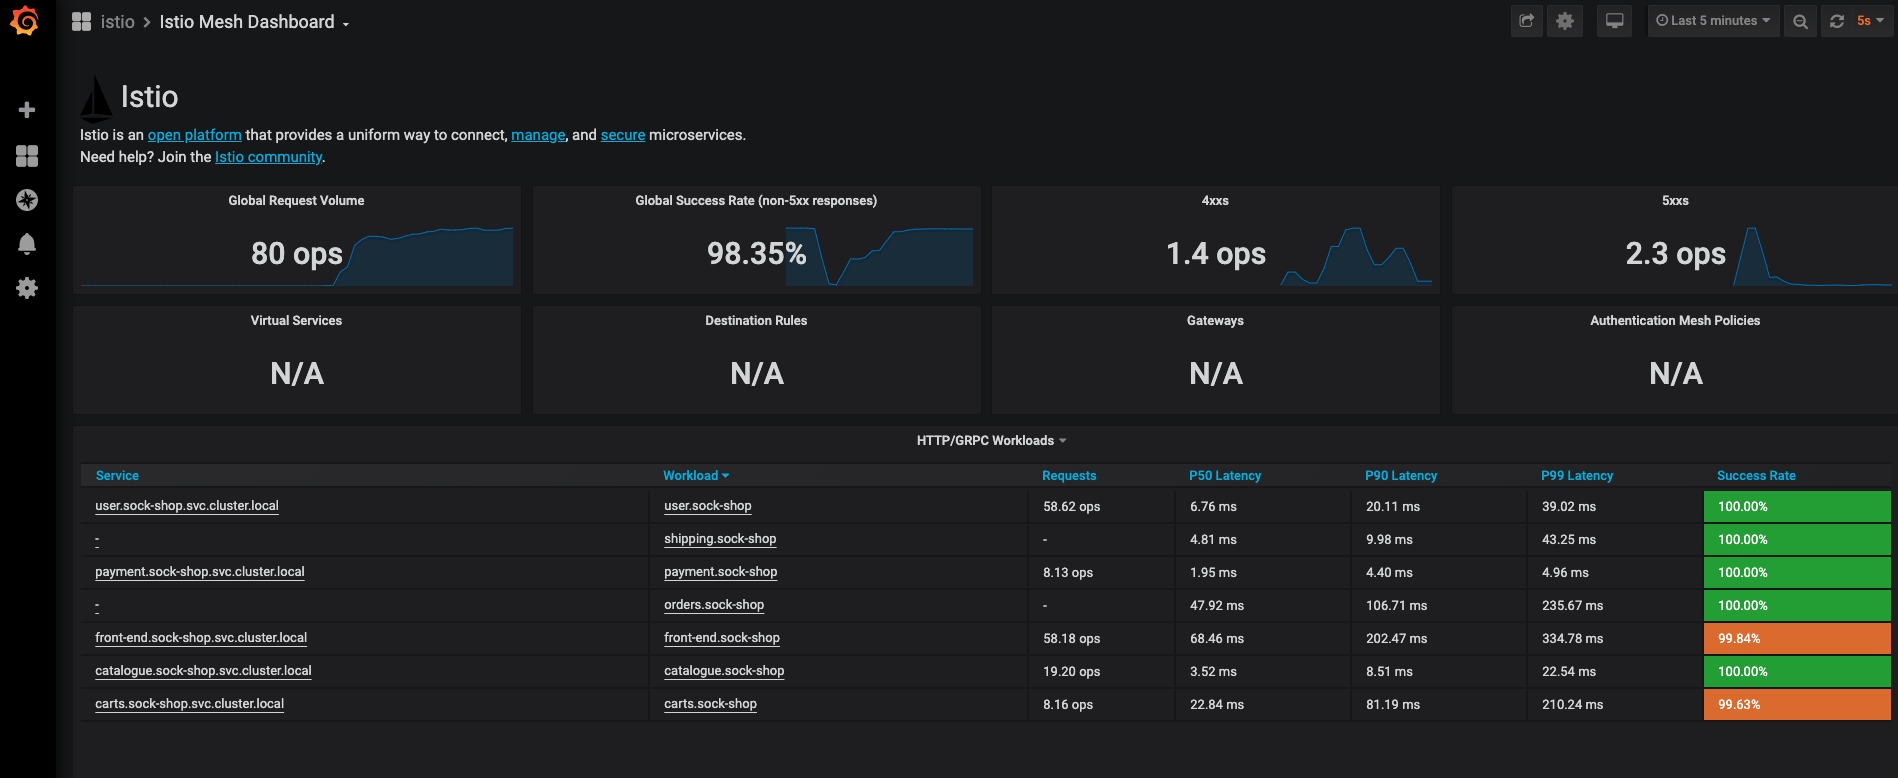 istio > Istio Mesh Dashboard
Last 5 minutes
5s
Istio
Istio is an open platform that provides a uniform way to connect, manage, and secure microservices.
Need help? Join the Istio community.
Global Request Volume
80 ops
Global Success Rate (non-5xx responses)
98.35%
4xxs
1.4 ops
5xxs
2.3 ops
Virtual Services
N/A
Destination Rules
N/A
Gateways
N/A
Authentication Mesh Policies
N/A
HTTP/GRPC Workloads
Service Workload Requests P50 Latency P90 Latency P99 Latency Success Rate
user.sock-shop.svc.cluster.local user.sock-shop 58.62 ops 6.76 ms 20.11 ms 39.02 ms 100.00%
- shipping.sock-shop - 4.81 ms 9.98 ms 43.25 ms 100.00%
payment.sock-shop.svc.cluster.local payment.sock-shop 8.13 ops 1.95 ms 4.40 ms 4.96 ms 100.00%
- orders.sock-shop - 47.92 ms 106.71 ms 235.67 ms 100.00%
front-end.sock-shop.svc.cluster.local front-end.sock-shop 58.18 ops 68.46 ms 202.47 ms 334.78 ms 99.84%
catalogue.sock-shop.svc.cluster.local catalogue.sock-shop 19.20 ops 3.52 ms 8.51 ms 22.54 ms 100.00%
carts.sock-shop.svc.cluster.local carts.sock-shop 8.16 ops 22.84 ms 81.19 ms 210.24 ms 99.63%